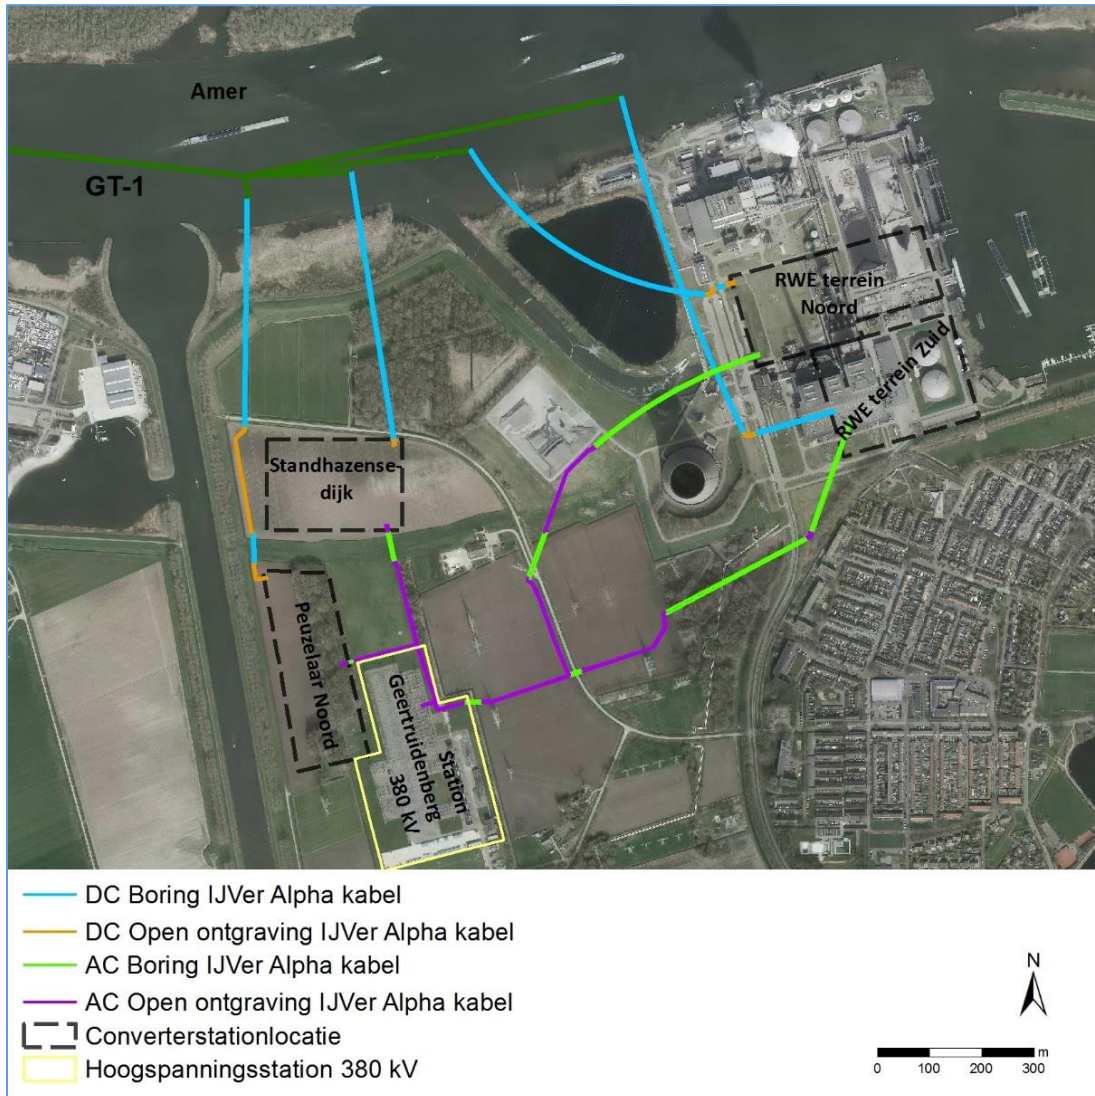 Amer
GT-1
RWE terrein
Noord
RWE terrein Zuid
Standhazense-
dijk
Peuzelaar Noord
Station
Geertruidenberg
380 kV
DC Boring IJVer Alpha kabel
DC Open ontgraving IJVer Alpha kabel
AC Boring IJVer Alpha kabel
AC Open ontgraving IJVer Alpha kabel
Converterstationlocatie
Hoogspanningsstation 380 kV
N
m
0 100 200 300